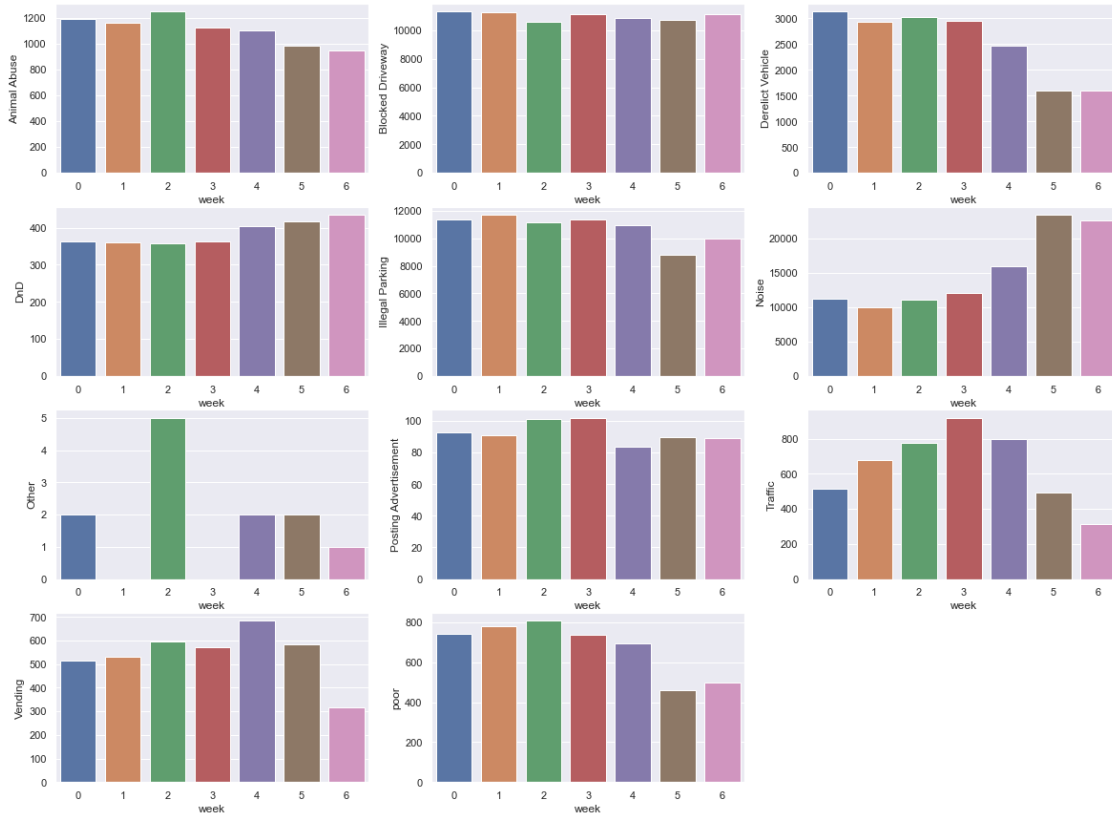 Animal Abuse
1200
1000
800
600
400
200
0
0 1 2 3 4 5 6
week
Blocked Driveway
10000
8000
6000
4000
2000
0
0 1 2 3 4 5 6
week
Derelict Vehicle
3000
2500
2000
1500
1000
500
0
0 1 2 3 4 5 6
week
DnD
400
300
200
100
0
0 1 2 3 4 5 6
week
Illegal Parking
12000
10000
8000
6000
4000
2000
0
0 1 2 3 4 5 6
week
Noise
20000
15000
10000
5000
0
0 1 2 3 4 5 6
week
Other
5
4
3
2
1
0
0 1 2 3 4 5 6
week
Posting Advertisement
100
80
60
40
20
0
0 1 2 3 4 5 6
week
Traffic
800
600
400
200
0
0 1 2 3 4 5 6
week
Vending
700
600
500
400
300
200
100
0
0 1 2 3 4 5 6
week
poor
800
600
400
200
0
0 1 2 3 4 5 6
week